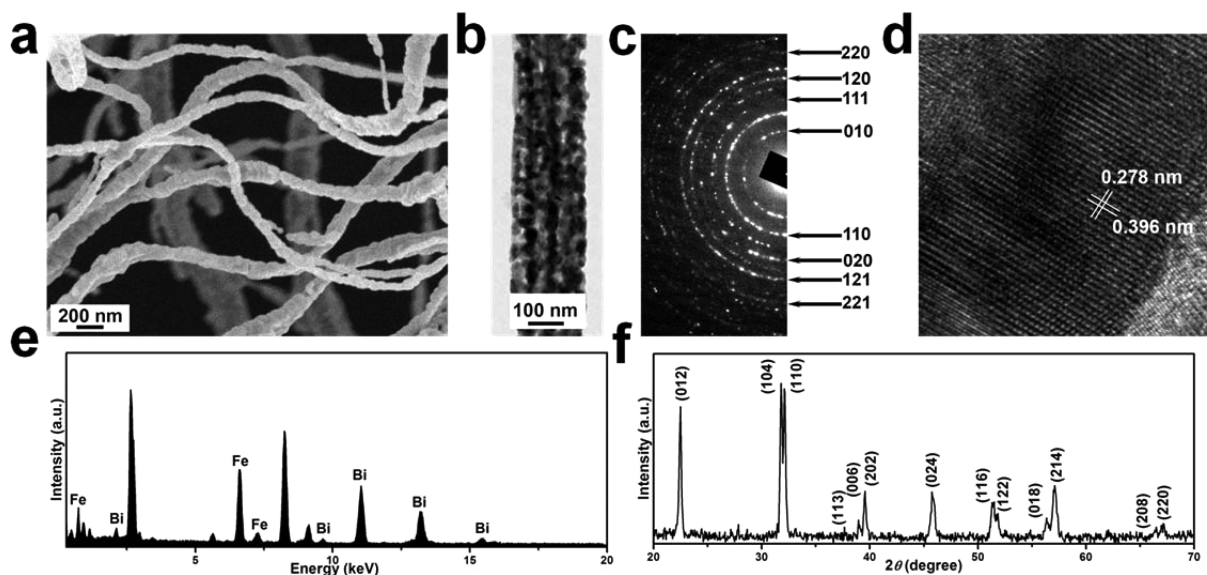 a
200 nm
b
100 nm
c
220
120
111
010
110
020
121
221
d
0.278 nm
0.396 nm
e
Intensity (a.u.)
Fe
Bi
Fe
Fe
Bi
Bi
Bi
Bi
5
10
15
20
Energy (keV)
f
Intensity (a.u.)
(012)
(104)
(110)
(113)
(006)
(202)
(024)
(116)
(122)
(018)
(214)
(208)
(220)
20
30
40
50
60
70
2θ (degree)